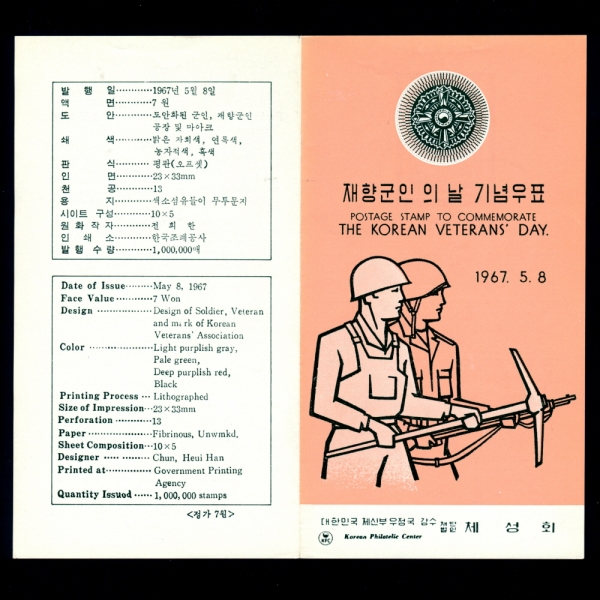 발 행 일············1967년 5월 8일
액 면············7 원
도 안············도안화된 군인, 재향군인
공장 및 마아크
쇄 색············밝은 자회색, 연록색,
농자적색, 흑색
판 식············평판(오프셋)
인 면············23×33mm
천 공············13
용 지············색소섬유들이 무투문지
시이트 구성············10×5
원 화 작 자············전 희 한
인 쇄 소············한국조폐공사
발 행 수 량············1,000,000매
Date of Issue·········May 8, 1967
Face Value············7 Won
Design ··················Design of Soldier, Veteran
and mark of Korean
Veterans' Association
Color ·····················Light purplish gray,
Pale green,
Deep purplish red,
Black
Printing Process ··· Lithographed
Size of Impression···23×33mm
Perforation ············13
Paper ··················Fibrinous, Unwmkd.
Sheet Composition···10×5
Designer ···············Chun, Heui Han
Printed at···············Government Printing
Agency
Quantity Issuod ······1,000,000 stamps
<정가 7원>
재향군인의 날 기념우표
POSTAGE STAMP TO COMMEMORATE
THE KOREAN VETERANS' DAY.
1967. 5. 8
대한민국 체신부 우정국 감수 재단법인 체 성 회
KPC Korean Philatelic Center